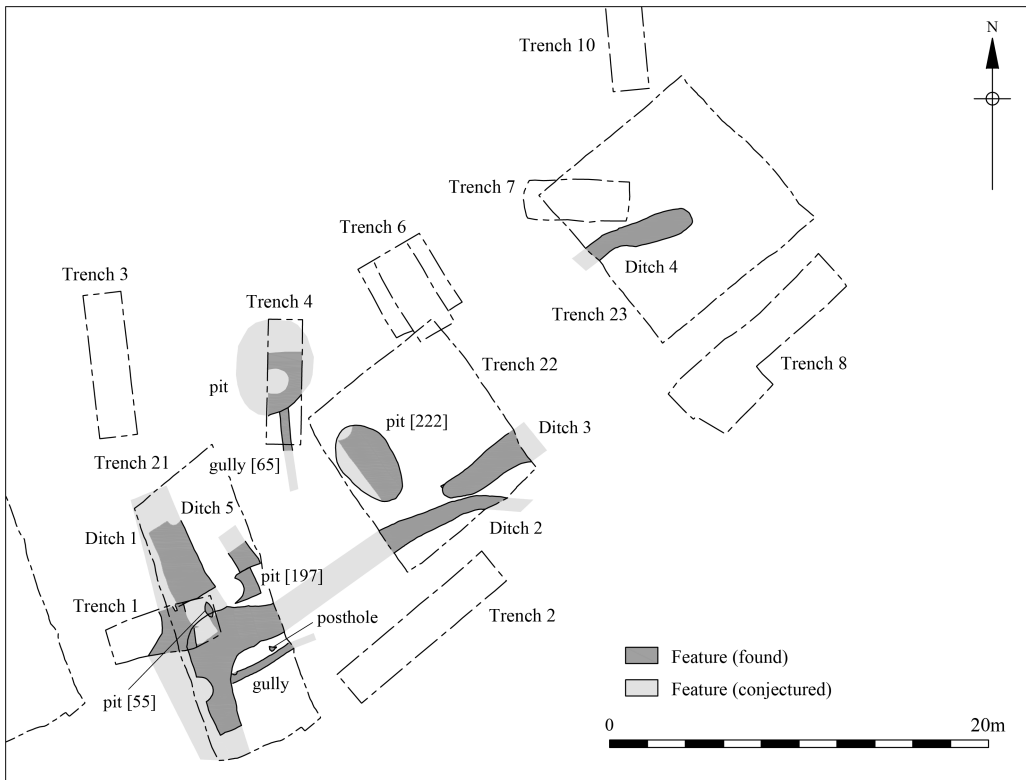 Trench 10
N
Trench 7
Trench 6
Ditch 4
Trench 3
Trench 4
Trench 23
Trench 22
Trench 8
pit
pit [222]
Ditch 3
Trench 21
gully [65]
Ditch 5
Ditch 2
Ditch 1
pit [197]
Trench 1
posthole
Trench 2
Feature (found)
gully
Feature (conjectured)
pit [55]
0
20m